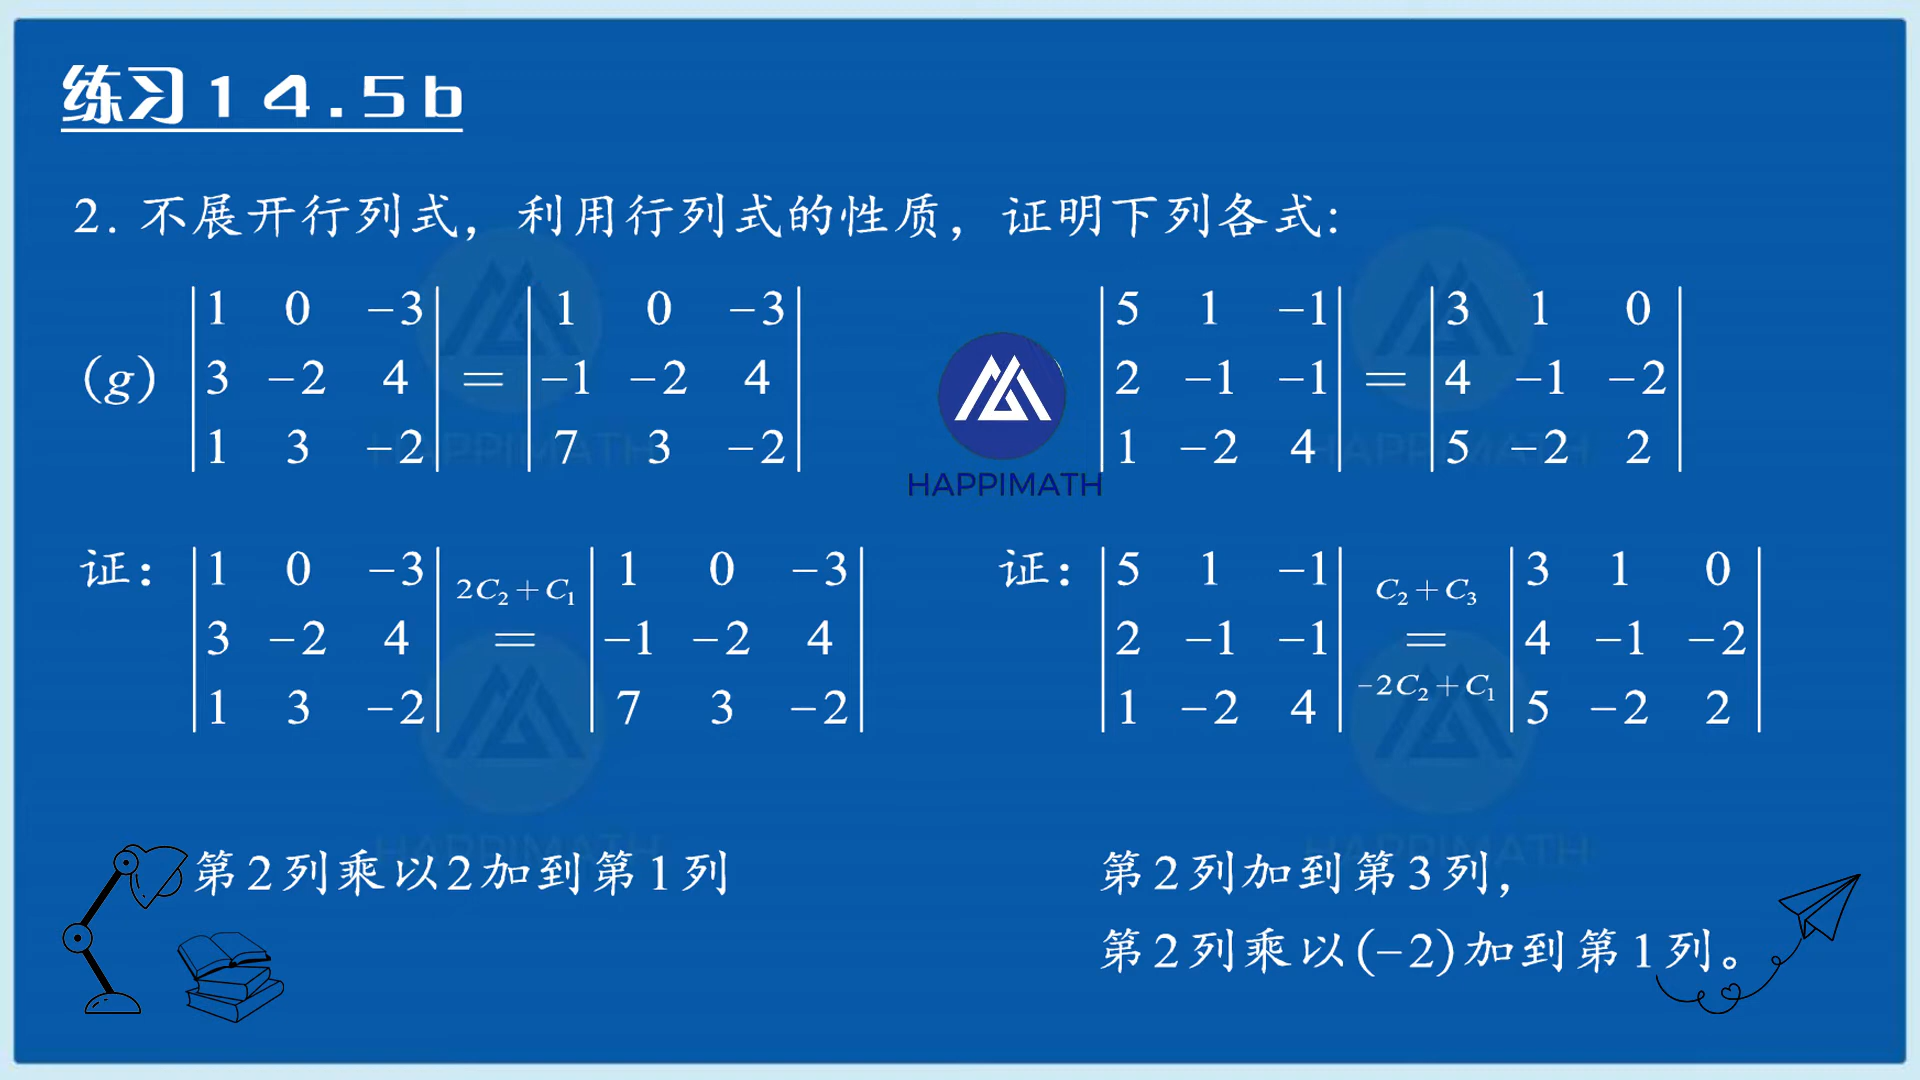 练习14.5b
2. 不展开行列式，利用行列式的性质，证明下列各式:
(g) |1 0 −3| = |1 0 −3|
|3 −2 4| |−1 −2 4|
|1 3 −2| |7 3 −2|
|5 1 −1| = |3 1 0|
|2 −1 −1| |4 −1 −2|
|1 −2 4| |5 −2 2|
HAPPIMATH
证： |1 0 −3| 2C₂+C₁ = |1 0 −3|
|3 −2 4| |−1 −2 4|
|1 3 −2| |7 3 −2|
证： |5 1 −1| C₂+C₃ = −2C₂+C₁ |3 1 0|
|2 −1 −1| |4 −1 −2|
|1 −2 4| |5 −2 2|
第2列乘以2加到第1列
第2列加到第3列，
第2列乘以(−2)加到第1列。
HAPPIMATH
HAPPIMATH
HAPPIMATH
HAPPIMATH